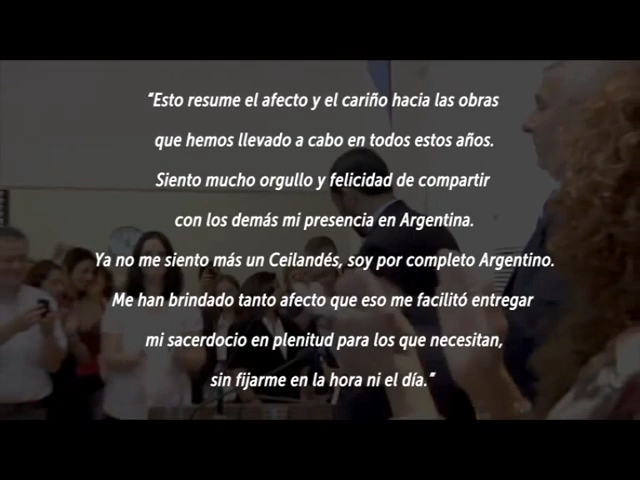 “Esto resume el afecto y el cariño hacia las obras
que hemos llevado a cabo en todos estos años.
Siento mucho orgullo y felicidad de compartir
con los demás mi presencia en Argentina.
Ya no me siento más un Ceilandés, soy por completo Argentino.
Me han brindado tanto afecto que eso me facilitó entregar
mi sacerdocio en plenitud para los que necesitan,
sin fijarme en la hora ni el día.”